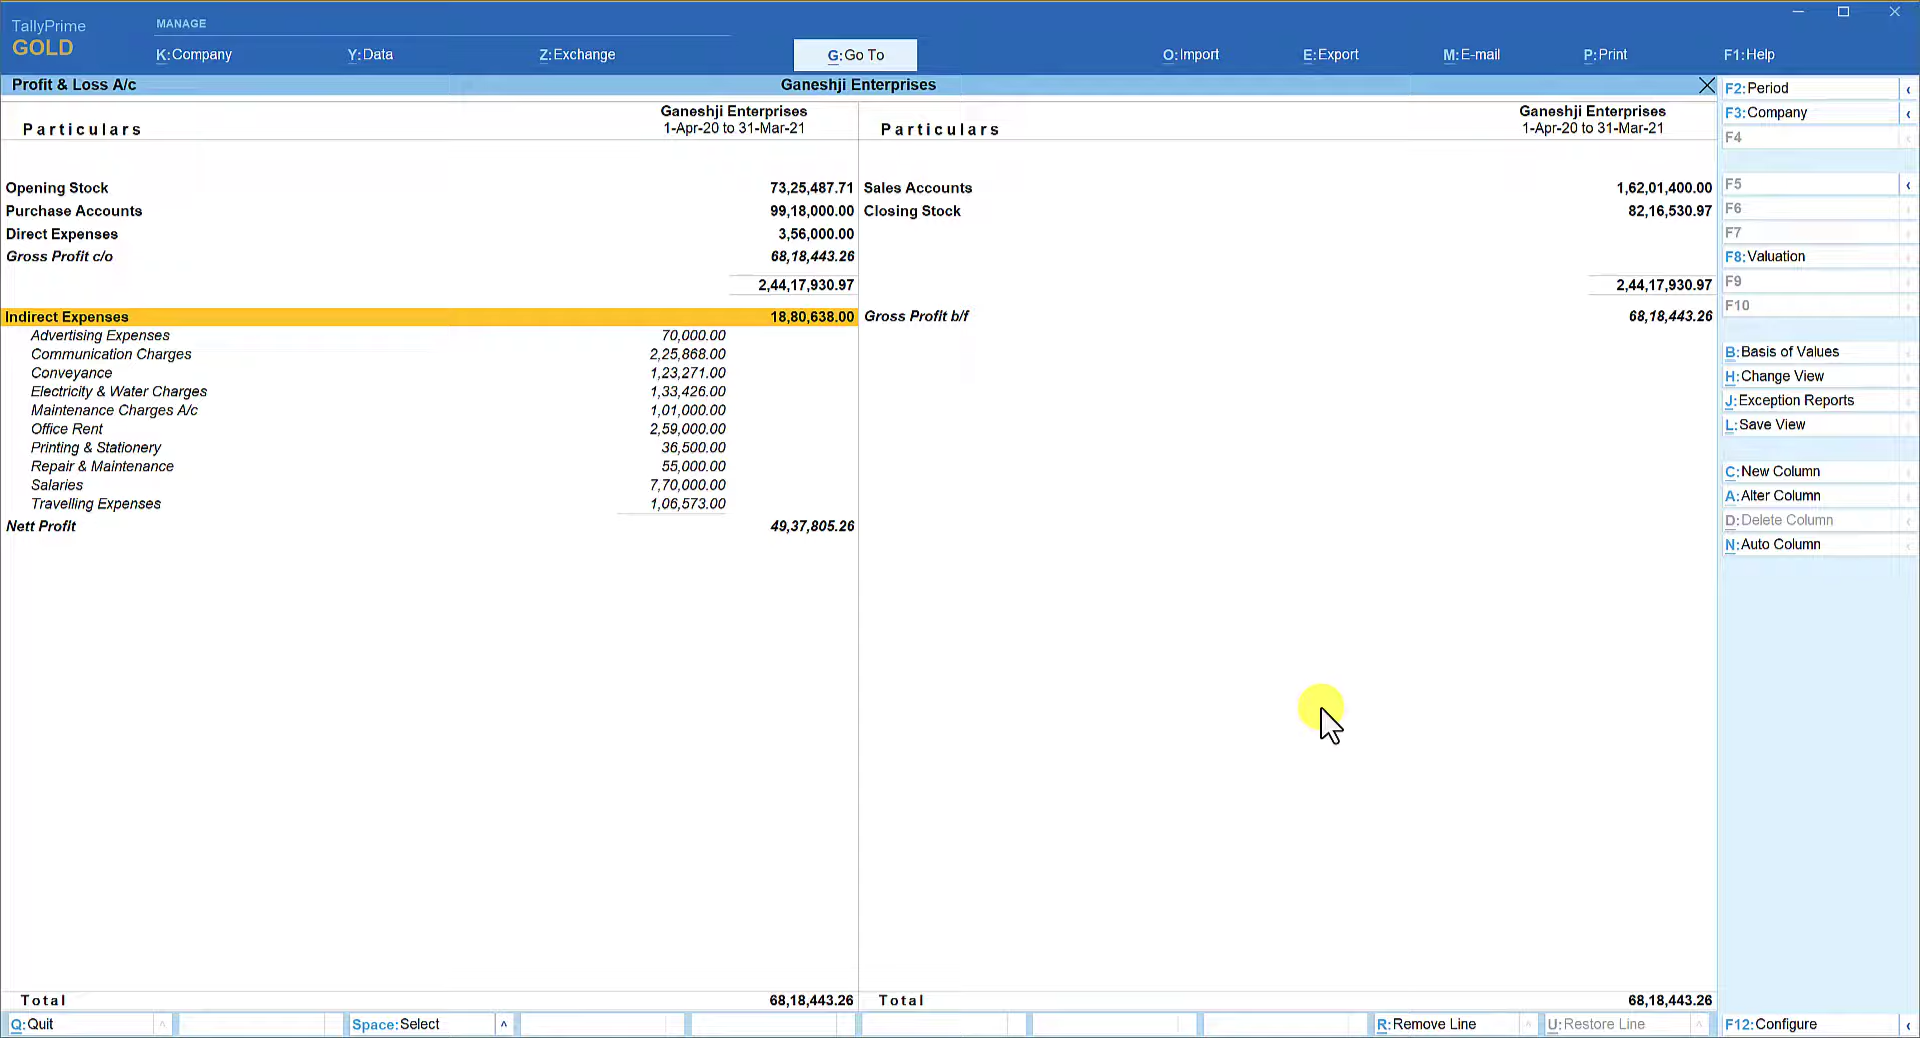 TallyPrime
GOLD
MANAGE
K:Company
Y:Data
Z:Exchange
G:Go To
O:Import
E:Export
M:E-mail
P:Print
F1:Help
Profit & Loss A/c
Ganeshji Enterprises
Particulars
Ganeshji Enterprises
1-Apr-20 to 31-Mar-21
Opening Stock 73,25,487.71
Purchase Accounts 99,18,000.00
Direct Expenses 3,56,000.00
Gross Profit c/o 68,18,443.26
2,44,17,930.97
Indirect Expenses 18,80,638.00
Advertising Expenses 70,000.00
Communication Charges 2,25,868.00
Conveyance 1,23,271.00
Electricity & Water Charges 1,33,426.00
Maintenance Charges A/c 1,01,000.00
Office Rent 2,59,000.00
Printing & Stationery 36,500.00
Repair & Maintenance 55,000.00
Salaries 7,70,000.00
Travelling Expenses 1,06,573.00
Nett Profit 49,37,805.26
Total 68,18,443.26
Particulars
Ganeshji Enterprises
1-Apr-20 to 31-Mar-21
Sales Accounts 1,62,01,400.00
Closing Stock 82,16,530.97
2,44,17,930.97
Gross Profit b/f 68,18,443.26
Total 68,18,443.26
F2:Period
F3:Company
F4
F5
F6
F7
F8:Valuation
F9
F10
B:Basis of Values
H:Change View
J:Exception Reports
L:Save View
C:New Column
A:Alter Column
D:Delete Column
N:Auto Column
Q:Quit
Space:Select
R:Remove Line
U:Restore Line
F12:Configure